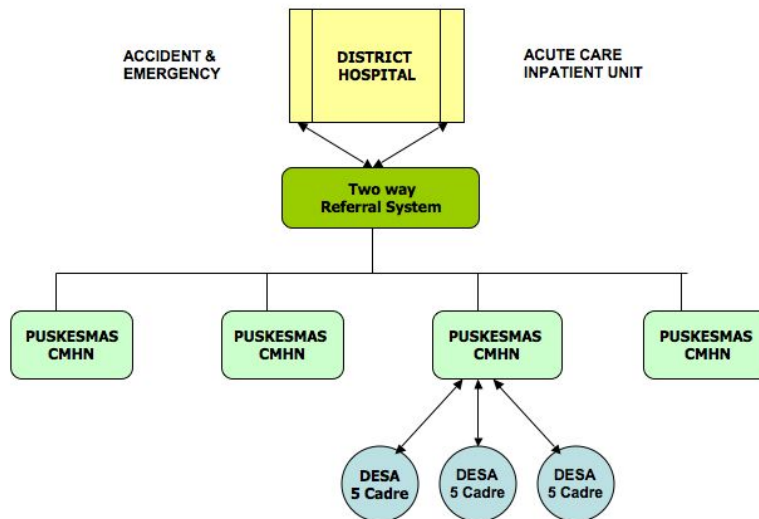 ACCIDENT &
EMERGENCY
DISTRICT
HOSPITAL
ACUTE CARE
INPATIENT UNIT
Two way
Referral System
PUSKESMAS
CMHN
PUSKESMAS
CMHN
PUSKESMAS
CMHN
PUSKESMAS
CMHN
DESA
5 Cadre
DESA
5 Cadre
DESA
5 Cadre